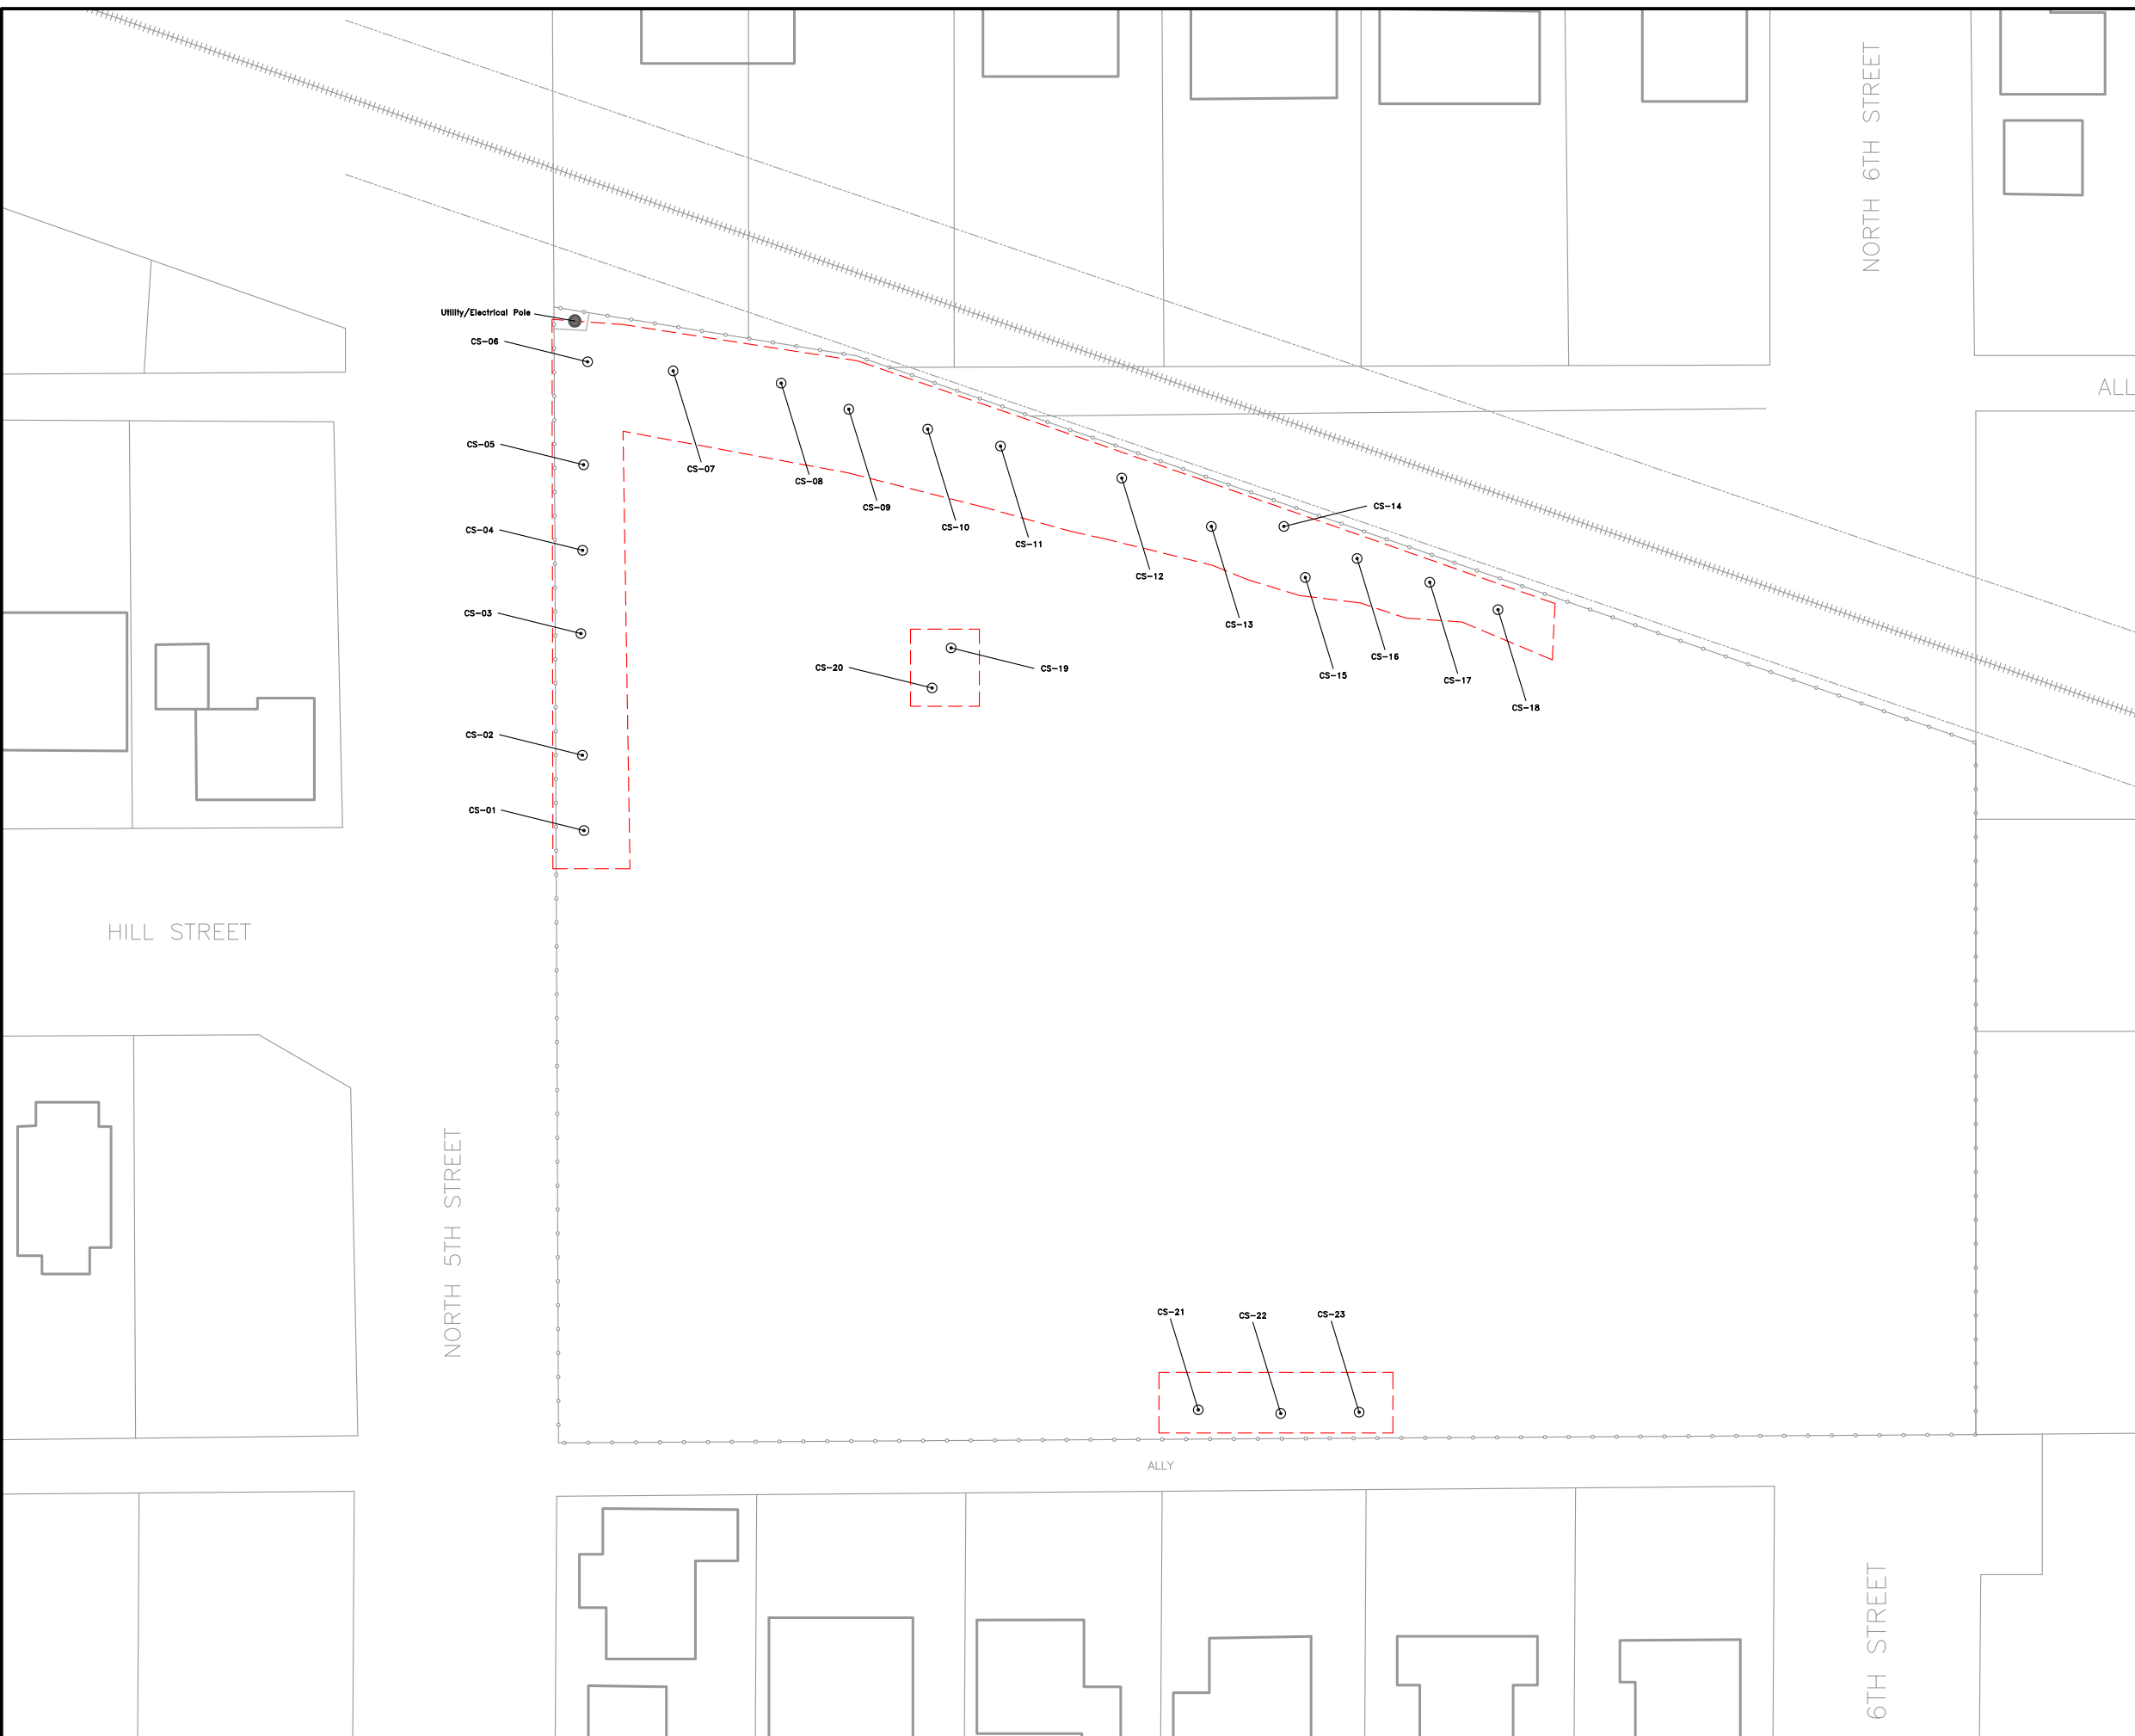 NORTH 6TH STREET
ALL
Utility/Electrical Pole
CS-06
CS-05
CS-07
CS-08
CS-09
CS-10
CS-14
CS-04
CS-11
CS-12
CS-03
CS-13
CS-16
CS-20
CS-19
CS-15
CS-17
CS-18
CS-02
CS-01
HILL STREET
NORTH 5TH STREET
CS-21
CS-22
CS-23
ALLY
6TH STREET